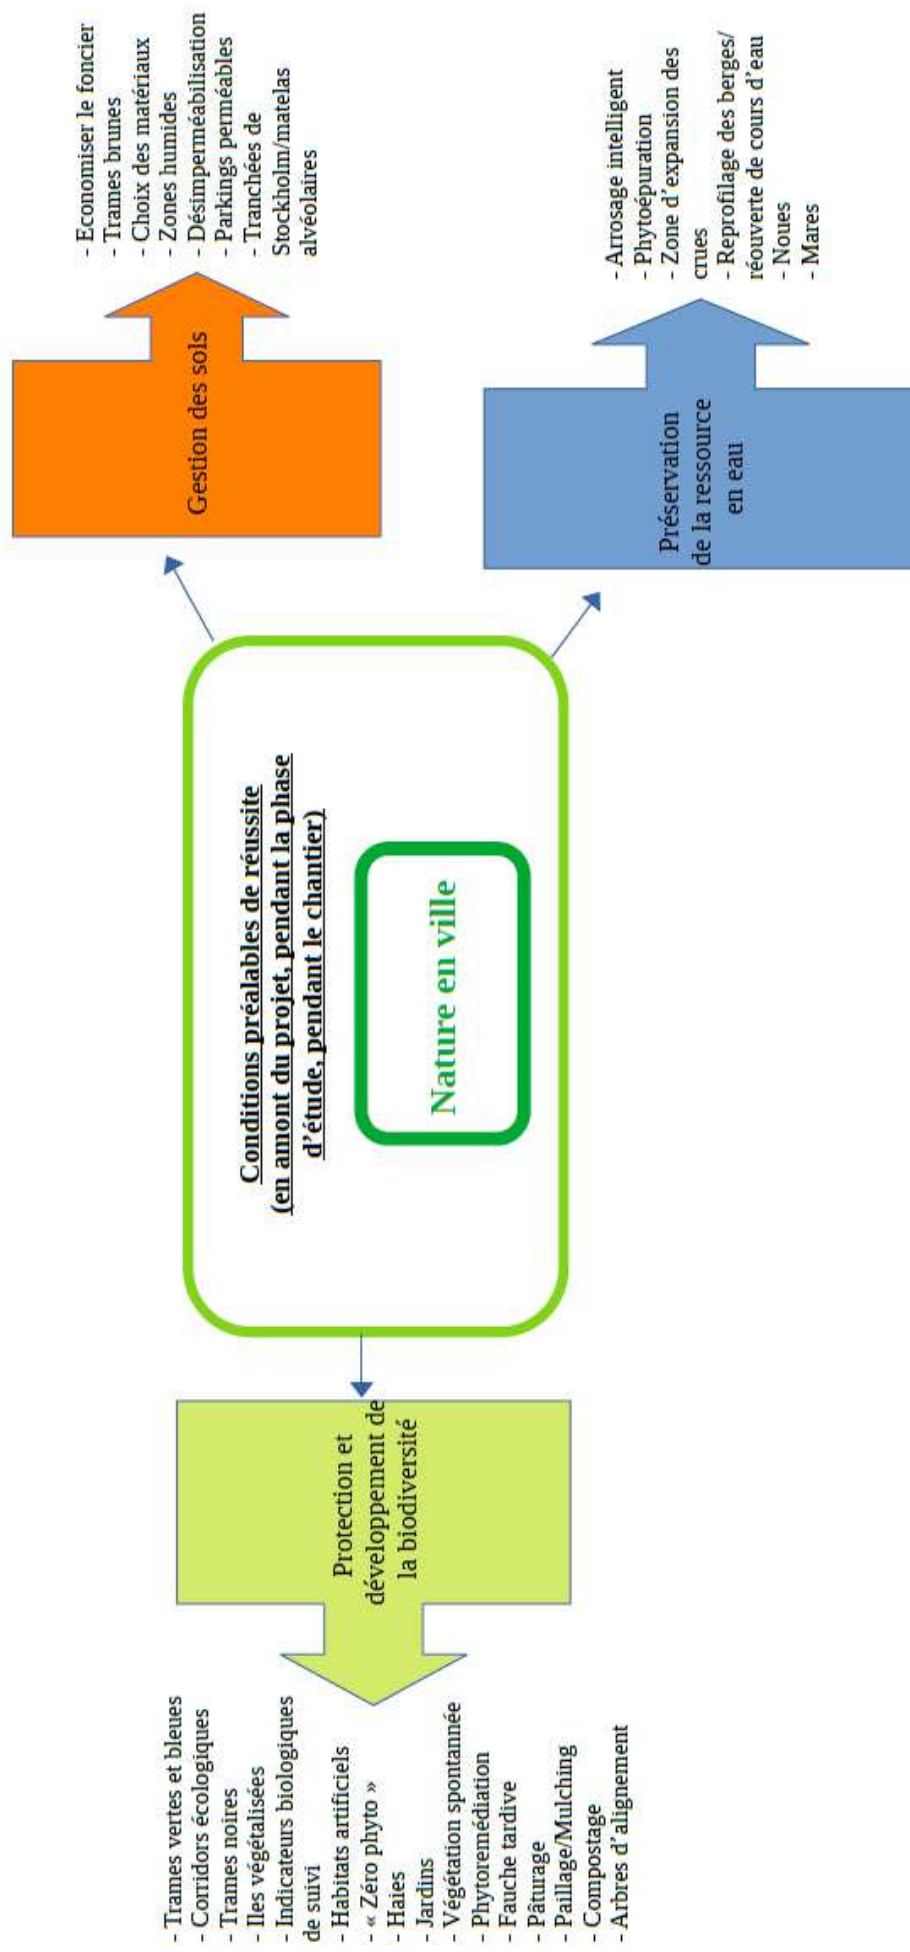 - Trames vertes et bleues
- Corridors écologiques
- Trames noires
- Iles végétalisées
- Indicateurs biologiques
de suivi
- Habitats artificiels
- « Zéro phyto »
- Haies
- Jardins
- Végétation spontannée
- Phytoremédiation
- Fauche tardive
- Pâturage
- Paillage/Mulching
- Compostage
- Arbres d'alignement
Protection et
développement de
la biodiversité
Conditions préalables de réussite
(en amont du projet, pendant la phase
d'étude, pendant le chantier)
Nature en ville
Gestion des sols
- Economiser le foncier
- Trames brunes
- Choix des matériaux
- Zones humides
- Désimperméabilisation
- Parkings perméables
- Tranchées de
Stockholm/matelas
alvéolaires
Préservation
de la ressource
en eau
- Arrosage intelligent
- Phytoépuration
- Zone d'expansion des
crues
- Reprofilage des berges/
réouverte de cours d'eau
- Noues
- Mares